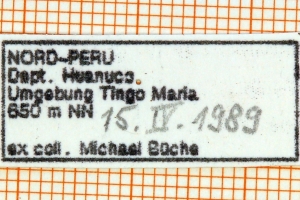 NORD-PERU
Dept. Huanuco.
Umgebung Tingo Maria
650 m NN 15. IV. 1989
ex coll. Michael Büche